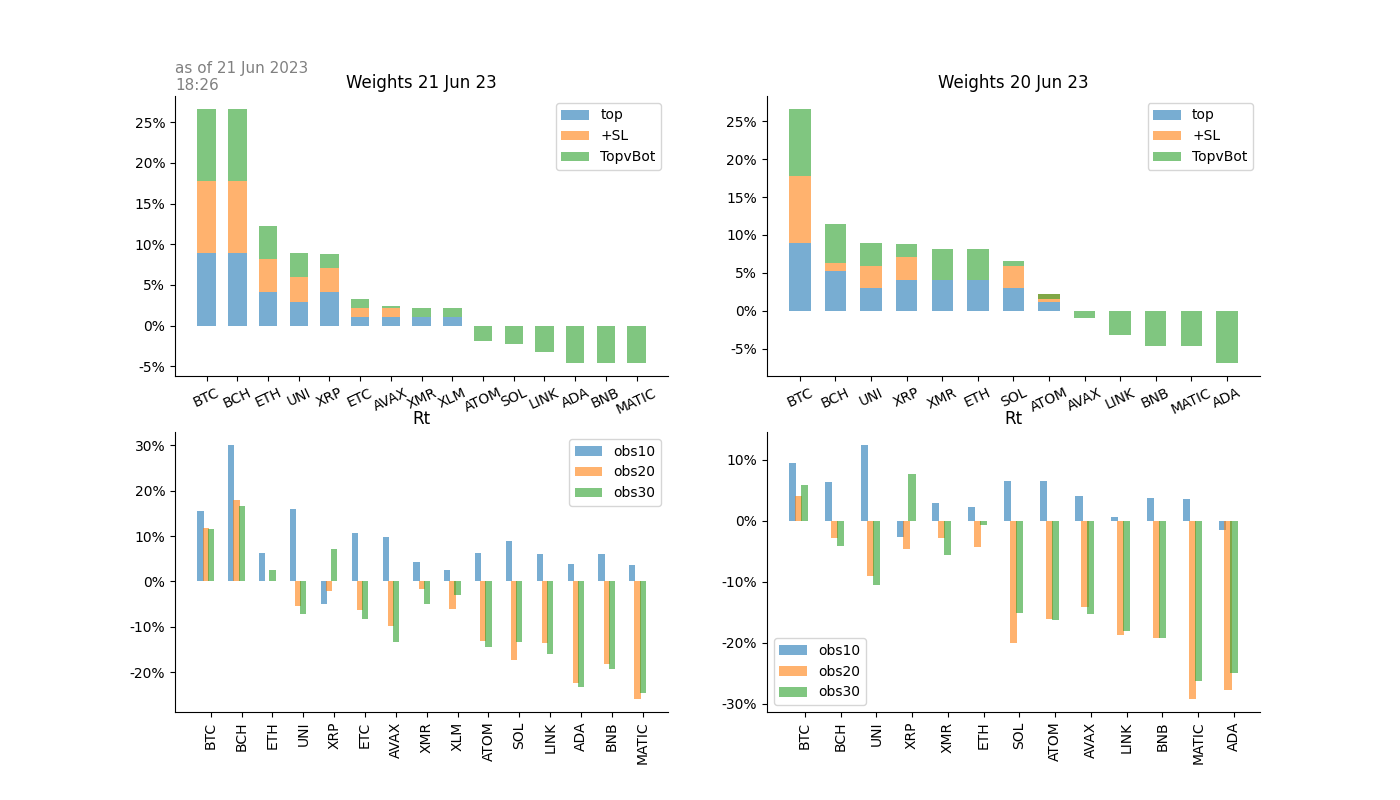 as of 21 Jun 2023
18:26
Weights 21 Jun 23
25%
20%
15%
10%
5%
0%
-5%
top
+SL
TopvBot
BTC BCH ETH UNI XRP ETC AVAX XMR XLM ATOM SOL LINK ADA BNB MATIC
Weights 20 Jun 23
25%
20%
15%
10%
5%
0%
-5%
top
+SL
TopvBot
BTC BCH UNI XRP XMR ETH SOL ATOM AVAX LINK BNB MATIC ADA
Rt
30%
20%
10%
0%
-10%
-20%
obs10
obs20
obs30
BTC BCH ETH UNI XRP ETC AVAX XMR XLM ATOM SOL LINK ADA BNB MATIC
Rt
10%
0%
-10%
-20%
-30%
obs10
obs20
obs30
BTC BCH UNI XRP XMR ETH SOL ATOM AVAX LINK BNB MATIC ADA